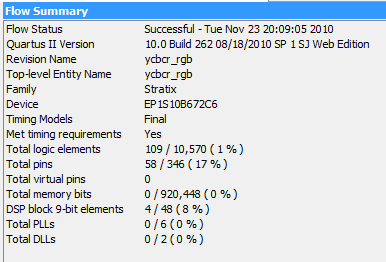 Flow Summary
Flow Status Successful - Tue Nov 23 20:09:05 2010
Quartus II Version 10.0 Build 262 08/18/2010 SP 1 SJ Web Edition
Revision Name ycbcr_rgb
Top-level Entity Name ycbcr_rgb
Family Stratix
Device EP1S10B672C6
Timing Models Final
Met timing requirements Yes
Total logic elements 109 / 10,570 ( 1 % )
Total pins 58 / 346 ( 17 % )
Total virtual pins 0
Total memory bits 0 / 920,448 ( 0 % )
DSP block 9-bit elements 4 / 48 ( 8 % )
Total PLLs 0 / 6 ( 0 % )
Total DLLs 0 / 2 ( 0 % )